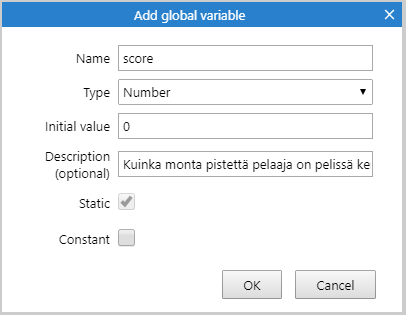 Add global variable
Name score
Type Number
Initial value 0
Description
(optional) Kuinka monta pistettä pelaaja on pelissä ke
Static
Constant
OK Cancel